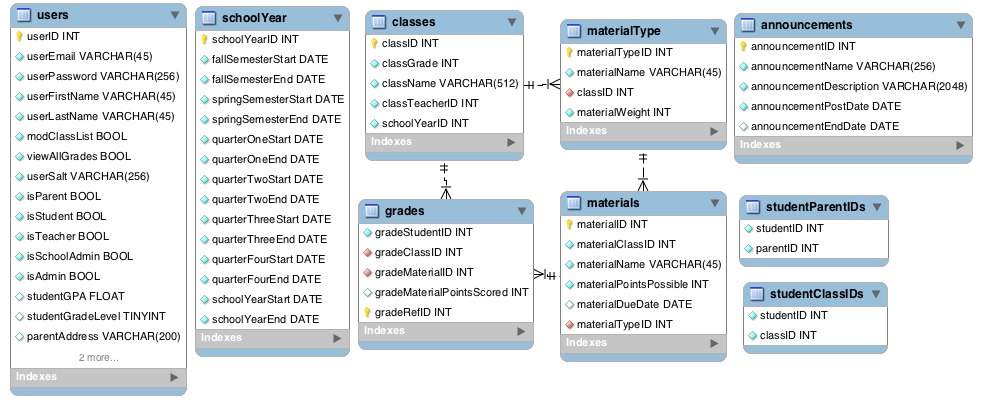 users
userID INT
userEmail VARCHAR(45)
userPassword VARCHAR(256)
userFirstName VARCHAR(45)
userLastName VARCHAR(45)
modClassList BOOL
viewAllGrades BOOL
userSalt VARCHAR(256)
isParent BOOL
isStudent BOOL
isTeacher BOOL
isSchoolAdmin BOOL
isAdmin BOOL
studentGPA FLOAT
studentGradeLevel TINYINT
parentAddress VARCHAR(200)
2 more...
Indexes
schoolYear
schoolYearID INT
fallSemesterStart DATE
fallSemesterEnd DATE
springSemesterStart DATE
springSemesterEnd DATE
quarterOneStart DATE
quarterOneEnd DATE
quarterTwoStart DATE
quarterTwoEnd DATE
quarterThreeStart DATE
quarterThreeEnd DATE
quarterFourStart DATE
quarterFourEnd DATE
schoolYearStart DATE
schoolYearEnd DATE
Indexes
classes
classID INT
classGrade INT
className VARCHAR(512)
classTeacherID INT
schoolYearID INT
Indexes
grades
gradeStudentID INT
gradeClassID INT
gradeMaterialID INT
gradeMaterialPointsScored INT
gradeRefID INT
Indexes
materialType
materialTypeID INT
materialName VARCHAR(45)
classID INT
materialWeight INT
Indexes
materials
materialID INT
materialClassID INT
materialName VARCHAR(45)
materialPointsPossible INT
materialDueDate DATE
materialTypeID INT
Indexes
announcements
announcementID INT
announcementName VARCHAR(256)
announcementDescription VARCHAR(2048)
announcementPostDate DATE
announcementEndDate DATE
Indexes
studentParentIDs
studentID INT
parentID INT
studentClassIDs
studentID INT
classID INT